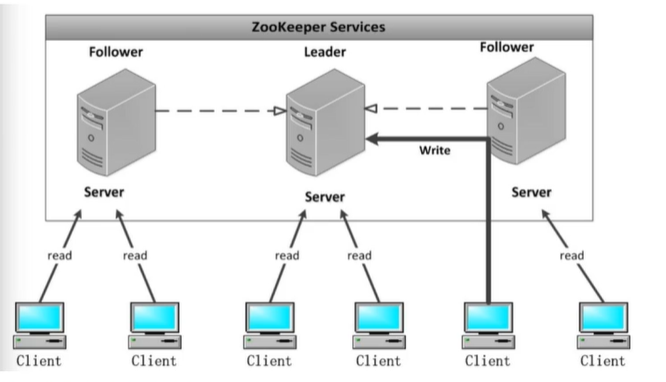 ZooKeeper Services
Follower
Leader
Follower
Write
Server
Server
Server
read
read
read
read
read
Client
Client
Client
Client
Client
Client